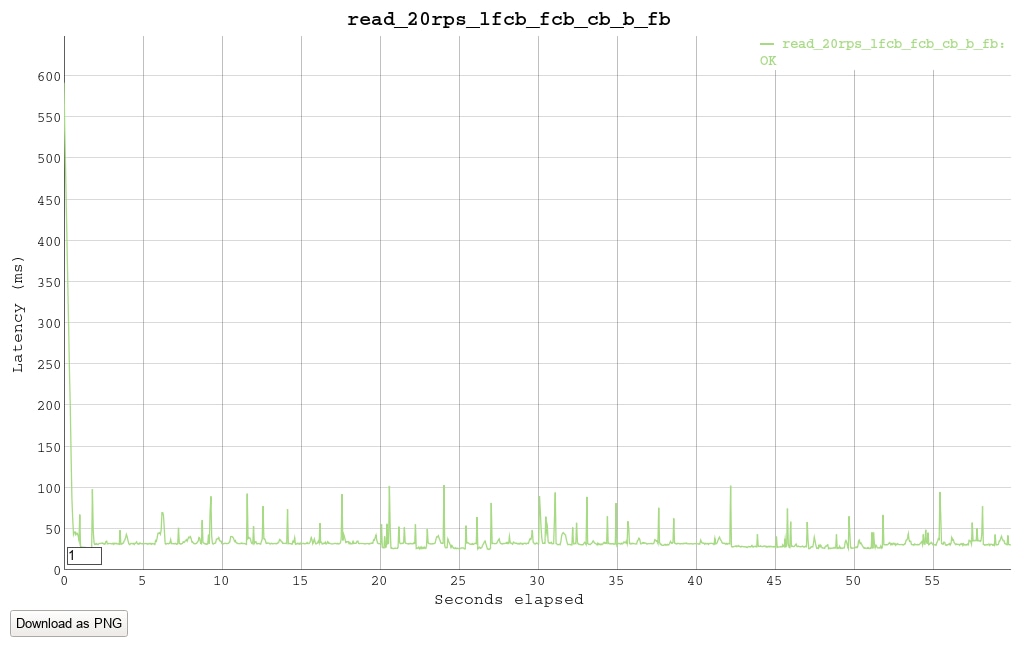 read_20rps_lfcb_fcb_cb_b_fb
read_20rps_lfcb_fcb_cb_b_fb:
OK
Latency (ms)
600
550
500
450
400
350
300
250
200
150
100
50
0
1
0 5 10 15 20 25 30 35 40 45 50 55
Seconds elapsed
Download as PNG